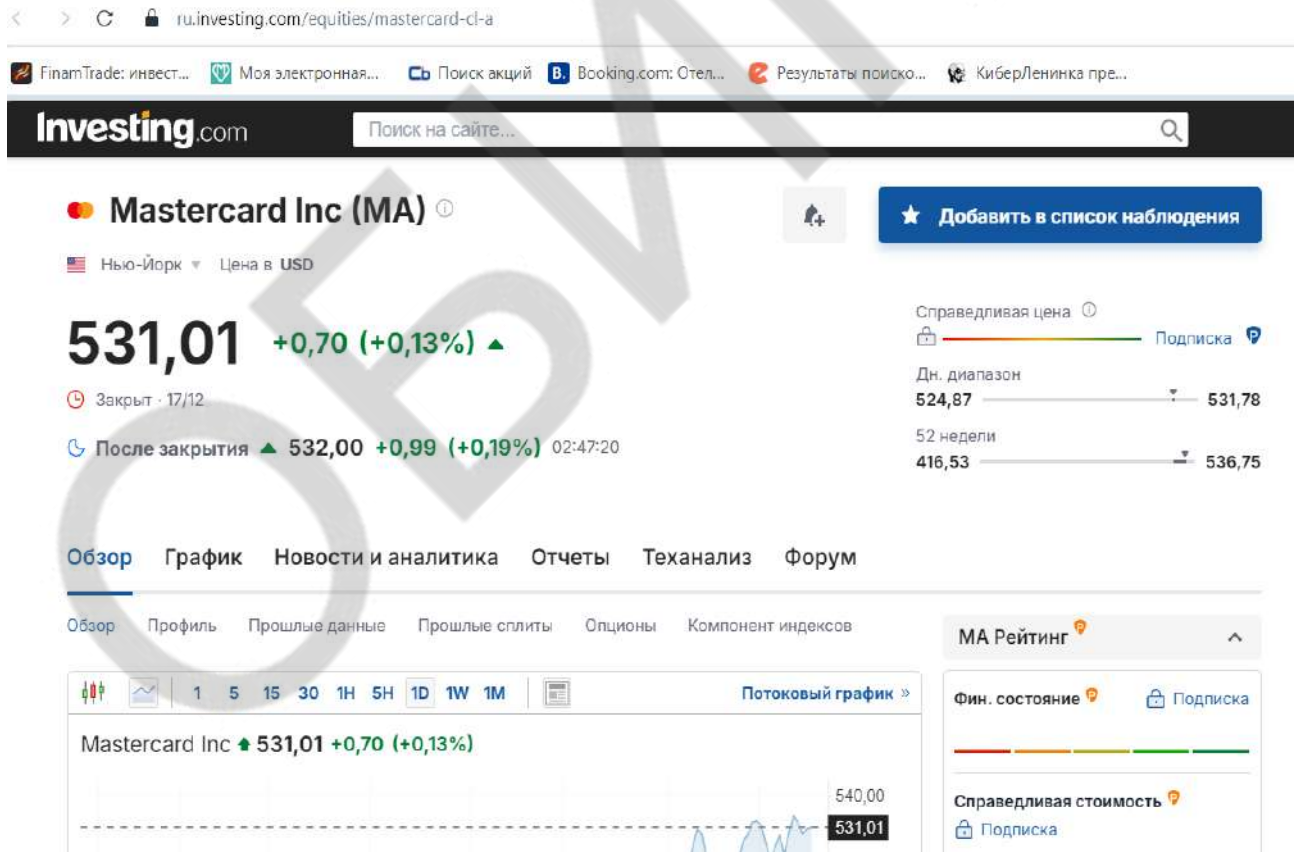 ru.investing.com/equities/mastercard-cl-a
FinamTrade: инвест... Моя электронная... Поиск акций Booking.com: Отел... Результаты поиско... КиберЛенинка пре...
Investing.com Поиск на сайте...
Mastercard Inc (MA)
Добавить в список наблюдения
Нью-Йорк Цена в USD
531,01 +0,70 (+0,13%)
Справедливая цена
Подписка
Закрыт · 17/12
Дн. диапазон
524,87 531,78
После закрытия 532,00 +0,99 (+0,19%) 02:47:20
52 недели
416,53 536,75
Обзор График Новости и аналитика Отчеты Теханализ Форум
Обзор Профиль Прошлые данные Прошлые сплиты Опционы Компонент индексов
MA Рейтинг
1 5 15 30 1H 5H 1D 1W 1M Потоковый график »
Фин. состояние Подписка
Mastercard Inc 531,01 +0,70 (+0,13%)
540,00
531,01
Справедливая стоимость
Подписка